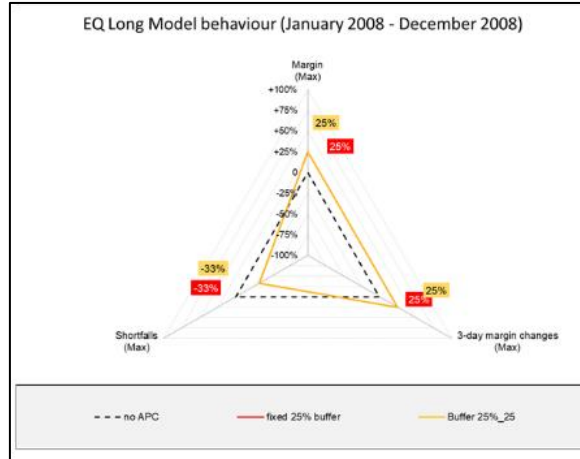 EQ Long Model behaviour (January 2008 - December 2008)
Margin
(Max)
+100%
+75%
+50%
+25%
0
-25%
-50%
-75%
-100%
25%
25%
-33%
-33%
25%
25%
Shortfalls
(Max)
3-day margin changes
(Max)
no APC
fixed 25% buffer
Buffer 25%_25